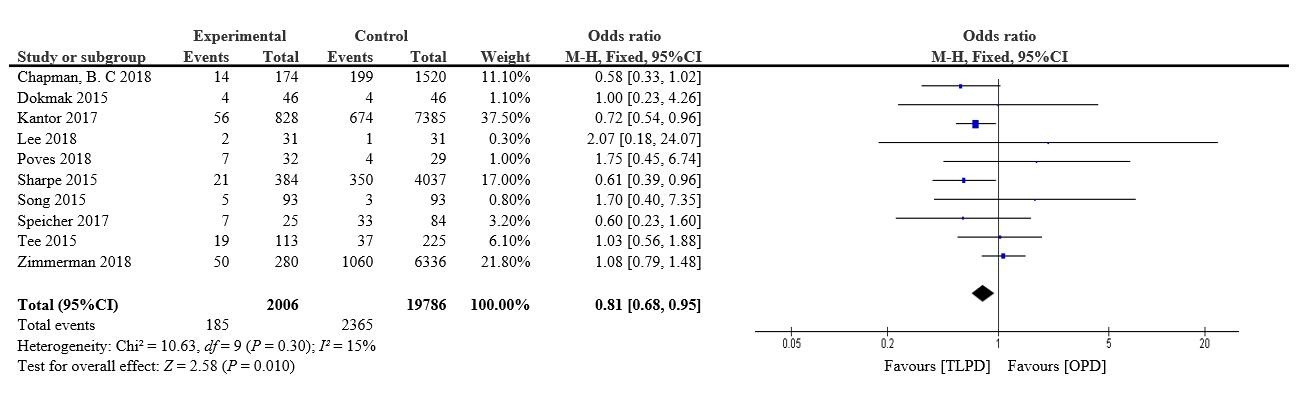 Experimental Control Odds ratio Odds ratio
Study or subgroup Events Total Events Total Weight M-H, Fixed, 95%CI M-H, Fixed, 95%CI
Chapman, B. C 2018 14 174 199 1520 11.10% 0.58 [0.33, 1.02]
Dokmak 2015 4 46 4 46 1.10% 1.00 [0.23, 4.26]
Kantor 2017 56 828 674 7385 37.50% 0.72 [0.54, 0.96]
Lee 2018 2 31 1 31 0.30% 2.07 [0.18, 24.07]
Poves 2018 7 32 4 29 1.00% 1.75 [0.45, 6.74]
Sharpe 2015 21 384 350 4037 17.00% 0.61 [0.39, 0.96]
Song 2015 5 93 3 93 0.80% 1.70 [0.40, 7.35]
Speicher 2017 7 25 33 84 3.20% 0.60 [0.23, 1.60]
Tee 2015 19 113 37 225 6.10% 1.03 [0.56, 1.88]
Zimmerman 2018 50 280 1060 6336 21.80% 1.08 [0.79, 1.48]
Total (95%CI) 2006 19786 100.00% 0.81 [0.68, 0.95]
Total events 185 2365
Heterogeneity: Chi² = 10.63, df = 9 (P = 0.30); I² = 15%
Test for overall effect: Z = 2.58 (P = 0.010)
0.05 0.2 1 5 20
Favours [TLPD] Favours [OPD]